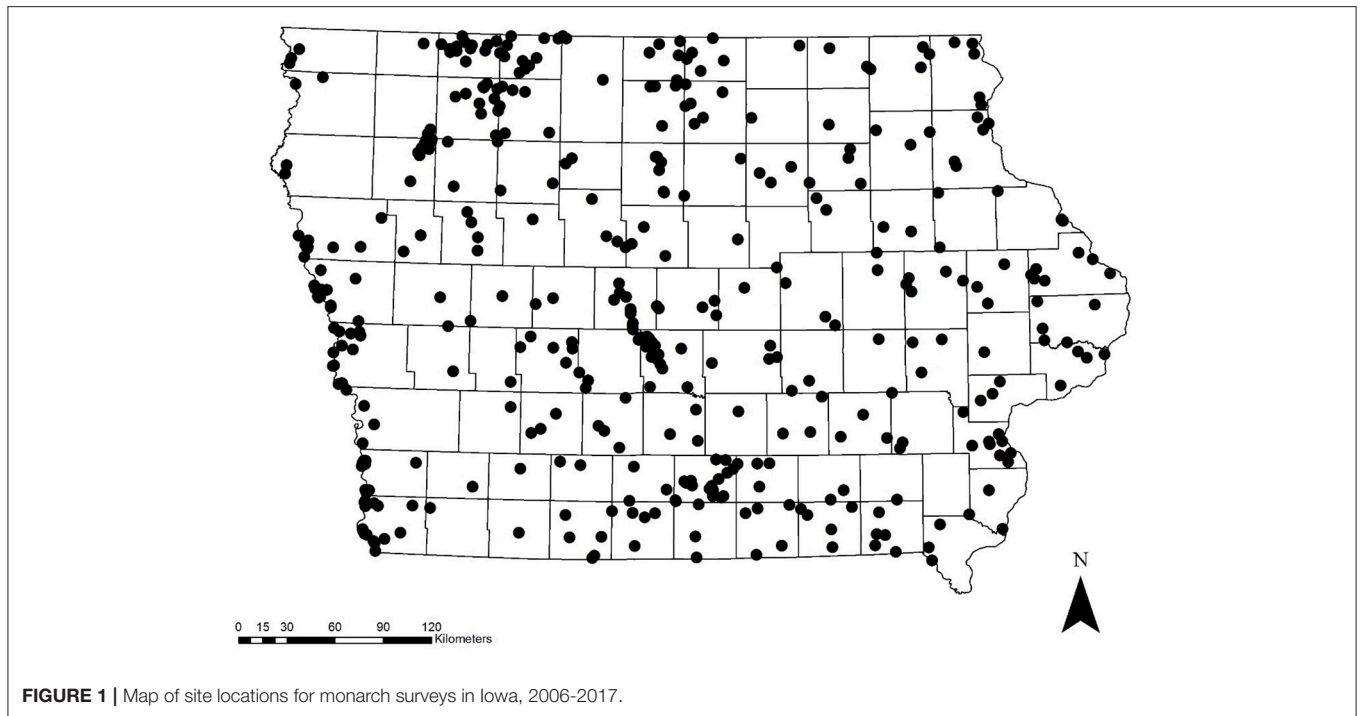 N
0 15 30 60 90 120
Kilometers
FIGURE 1 | Map of site locations for monarch surveys in Iowa, 2006-2017.